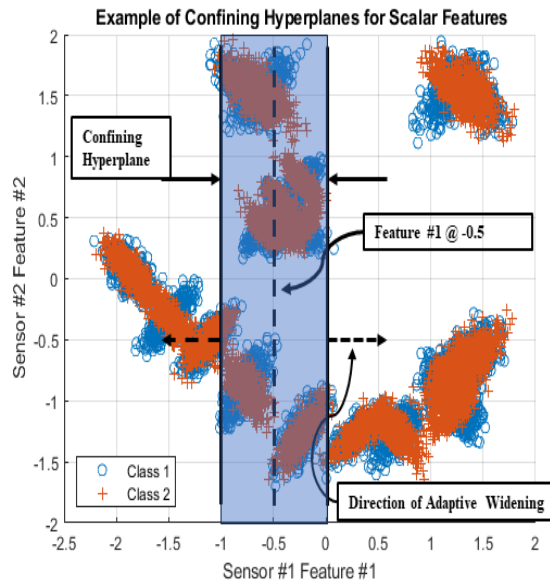 Example of Confining Hyperplanes for Scalar Features
2
1.5
1
0.5
0
-0.5
-1
-1.5
-2
Sensor #2 Feature #2
Confining
Hyperplane
Feature #1 @ -0.5
Class 1
Class 2
Direction of Adaptive Widening
-2.5
-2
-1.5
-1
-0.5
0
0.5
1
1.5
2
Sensor #1 Feature #1